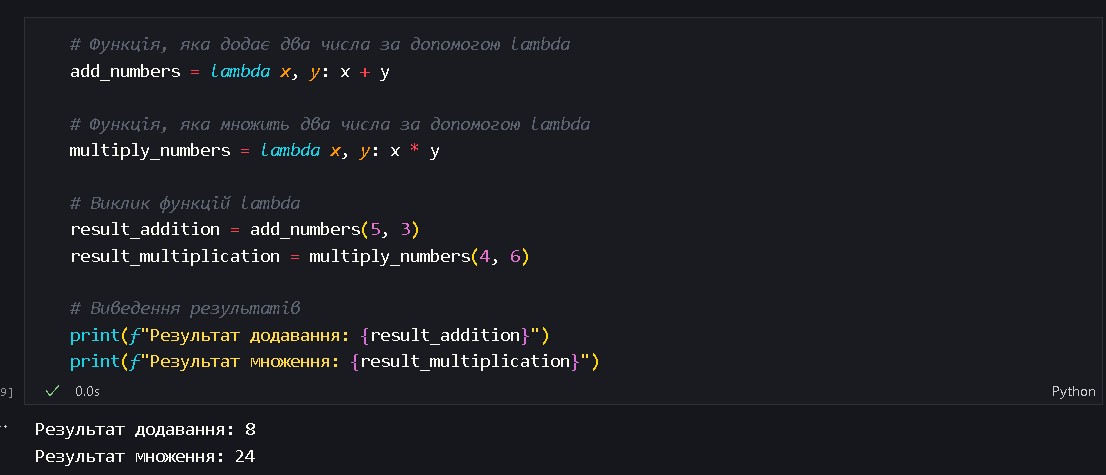 # Функція, яка додає два числа за допомогою lambda
add_numbers = lambda x, y: x + y
# Функція, яка множить два числа за допомогою lambda
multiply_numbers = lambda x, y: x * y
# Виклик функцій lambda
result_addition = add_numbers(5, 3)
result_multiplication = multiply_numbers(4, 6)
# Виведення результатів
print(f"Результат додавання: {result_addition}")
print(f"Результат множення: {result_multiplication}")
9] ✓ 0.0s Python
Результат додавання: 8
Результат множення: 24